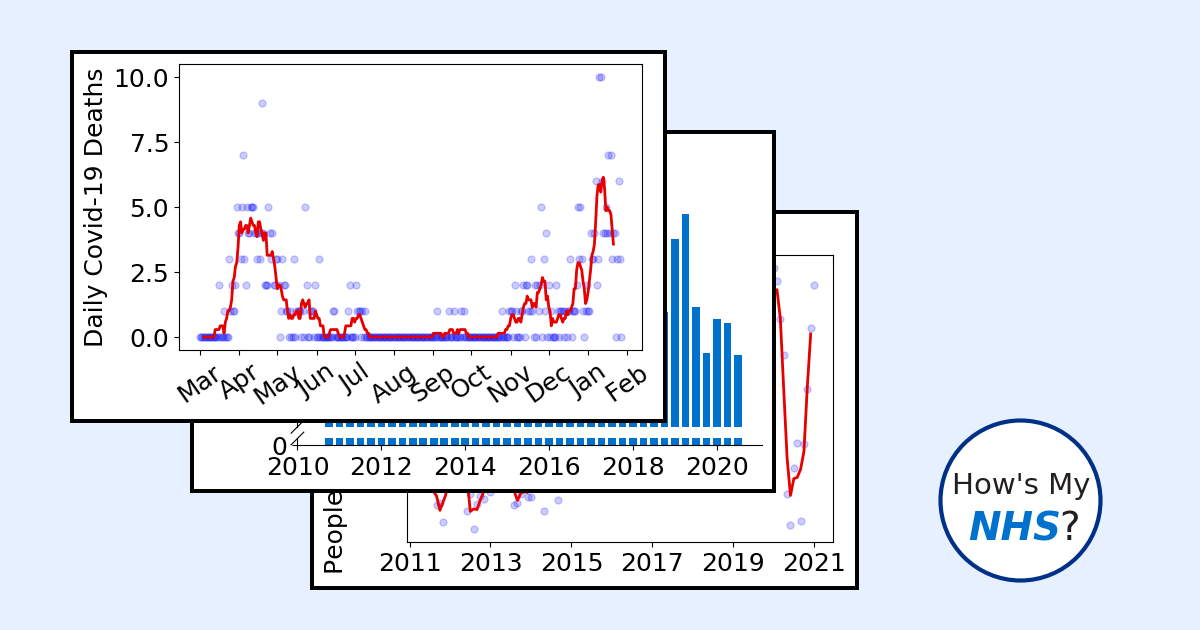 Daily Covid-19 Deaths
10.0
7.5
5.0
2.5
0.0
Mar Apr May Jun Jul Aug Sep Oct Nov Dec Jan Feb
0
2010 2012 2014 2016 2018 2020
People
2011 2013 2015 2017 2019 2021
How's My
NHS?